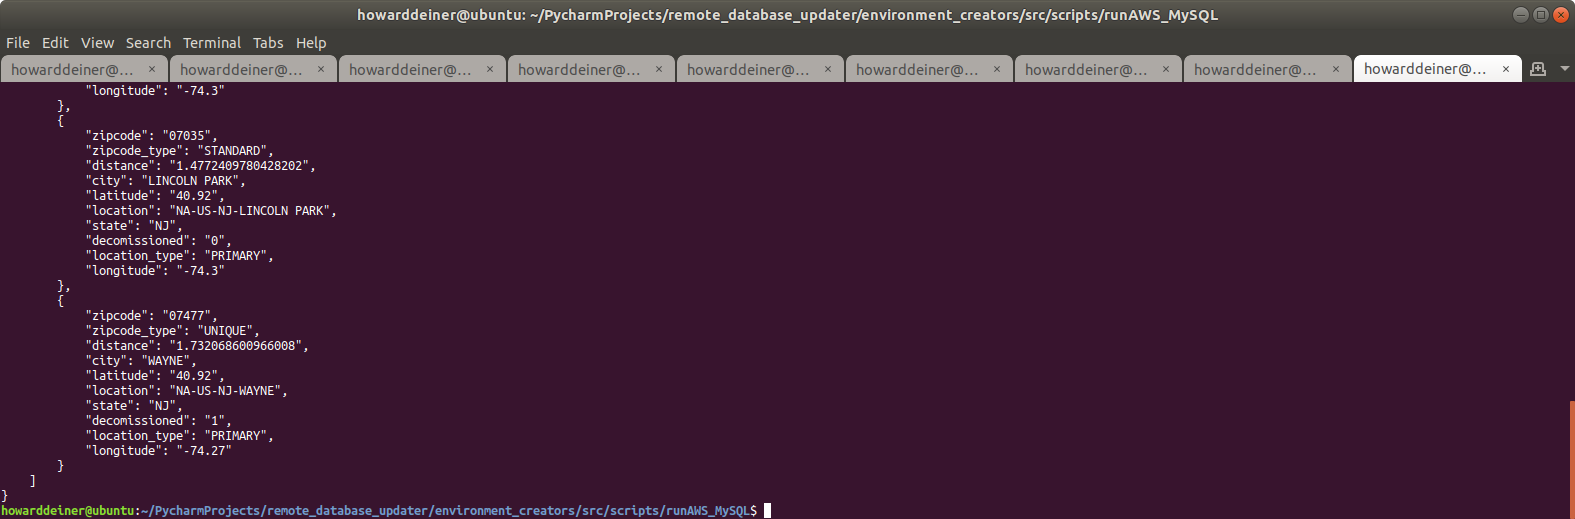 howarddeiner@ubuntu: ~/PycharmProjects/remote_database_updater/environment_creators/src/scripts/runAWS_MySQL
File Edit View Search Terminal Tabs Help
howarddeiner@... × howarddeiner@... × howarddeiner@... × howarddeiner@... × howarddeiner@... × howarddeiner@... × howarddeiner@... × howarddeiner@... × howarddeiner@... ×
            "longitude": "-74.3"
        },
        {
            "zipcode": "07035",
            "zipcode_type": "STANDARD",
            "distance": "1.4772409780428202",
            "city": "LINCOLN PARK",
            "latitude": "40.92",
            "location": "NA-US-NJ-LINCOLN PARK",
            "state": "NJ",
            "decomissioned": "0",
            "location_type": "PRIMARY",
            "longitude": "-74.3"
        },
        {
            "zipcode": "07477",
            "zipcode_type": "UNIQUE",
            "distance": "1.732068600966008",
            "city": "WAYNE",
            "latitude": "40.92",
            "location": "NA-US-NJ-WAYNE",
            "state": "NJ",
            "decomissioned": "1",
            "location_type": "PRIMARY",
            "longitude": "-74.27"
        }
    ]
}
howarddeiner@ubuntu:~/PycharmProjects/remote_database_updater/environment_creators/src/scripts/runAWS_MySQL$